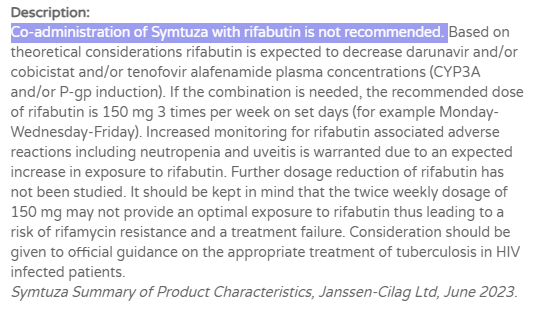 Description:
Co-administration of Symtuza with rifabutin is not recommended. Based on
theoretical considerations rifabutin is expected to decrease darunavir and/or
cobicistat and/or tenofovir alafenamide plasma concentrations (CYP3A
and/or P-gp induction). If the combination is needed, the recommended dose
of rifabutin is 150 mg 3 times per week on set days (for example Monday-
Wednesday-Friday). Increased monitoring for rifabutin associated adverse
reactions including neutropenia and uveitis is warranted due to an expected
increase in exposure to rifabutin. Further dosage reduction of rifabutin has
not been studied. It should be kept in mind that the twice weekly dosage of
150 mg may not provide an optimal exposure to rifabutin thus leading to a
risk of rifamycin resistance and a treatment failure. Consideration should be
given to official guidance on the appropriate treatment of tuberculosis in HIV
infected patients.
Symtuza Summary of Product Characteristics, Janssen-Cilag Ltd, June 2023.